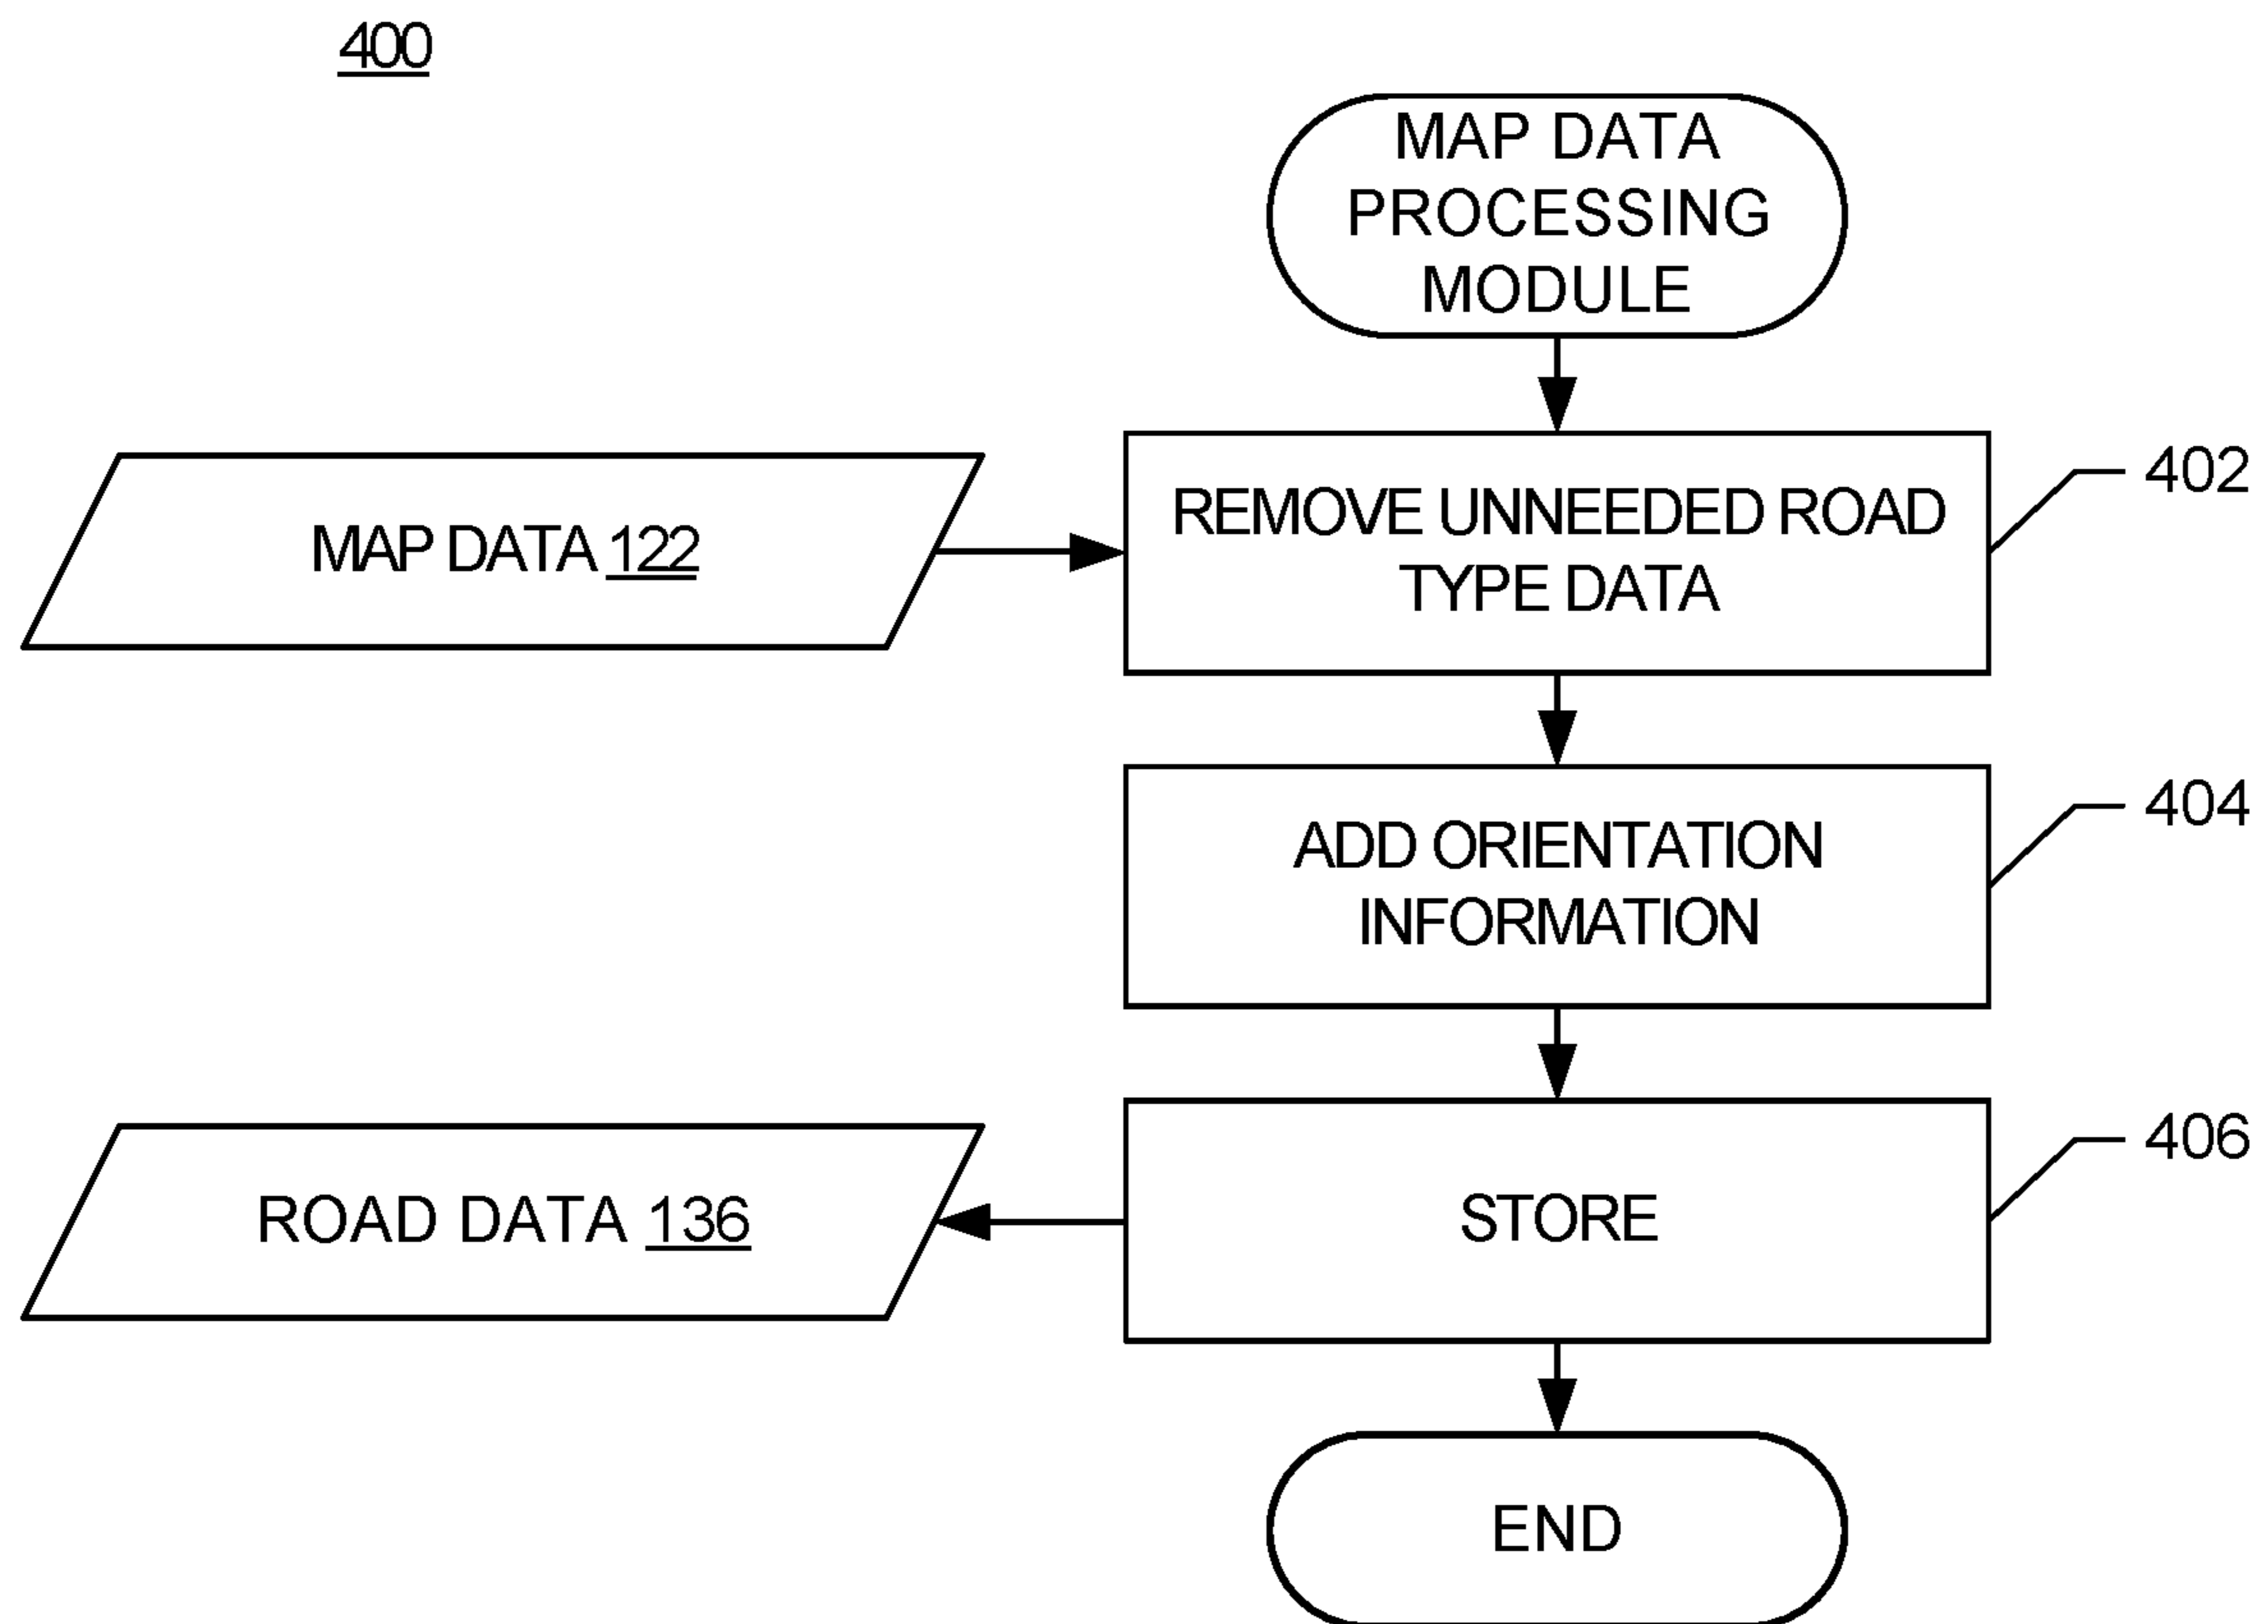 400
MAP DATA
PROCESSING
MODULE
MAP DATA 122
REMOVE UNNEEDED ROAD
TYPE DATA
402
ADD ORIENTATION
INFORMATION
404
ROAD DATA 136
STORE
406
END